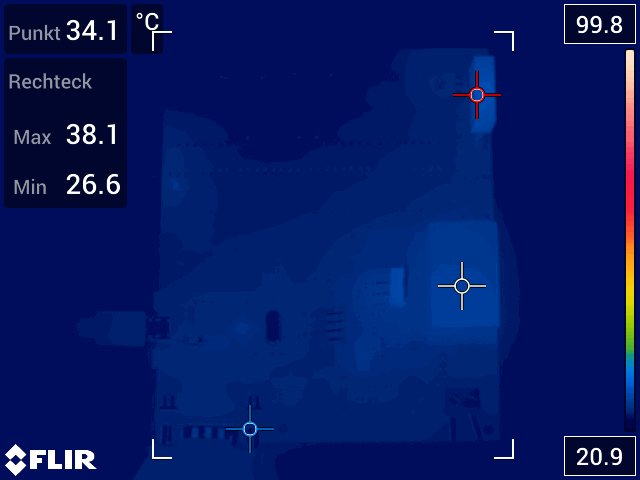 Punkt 34.1 °C
99.8
Rechteck
Max 38.1
Min 26.6
FLIR
20.9